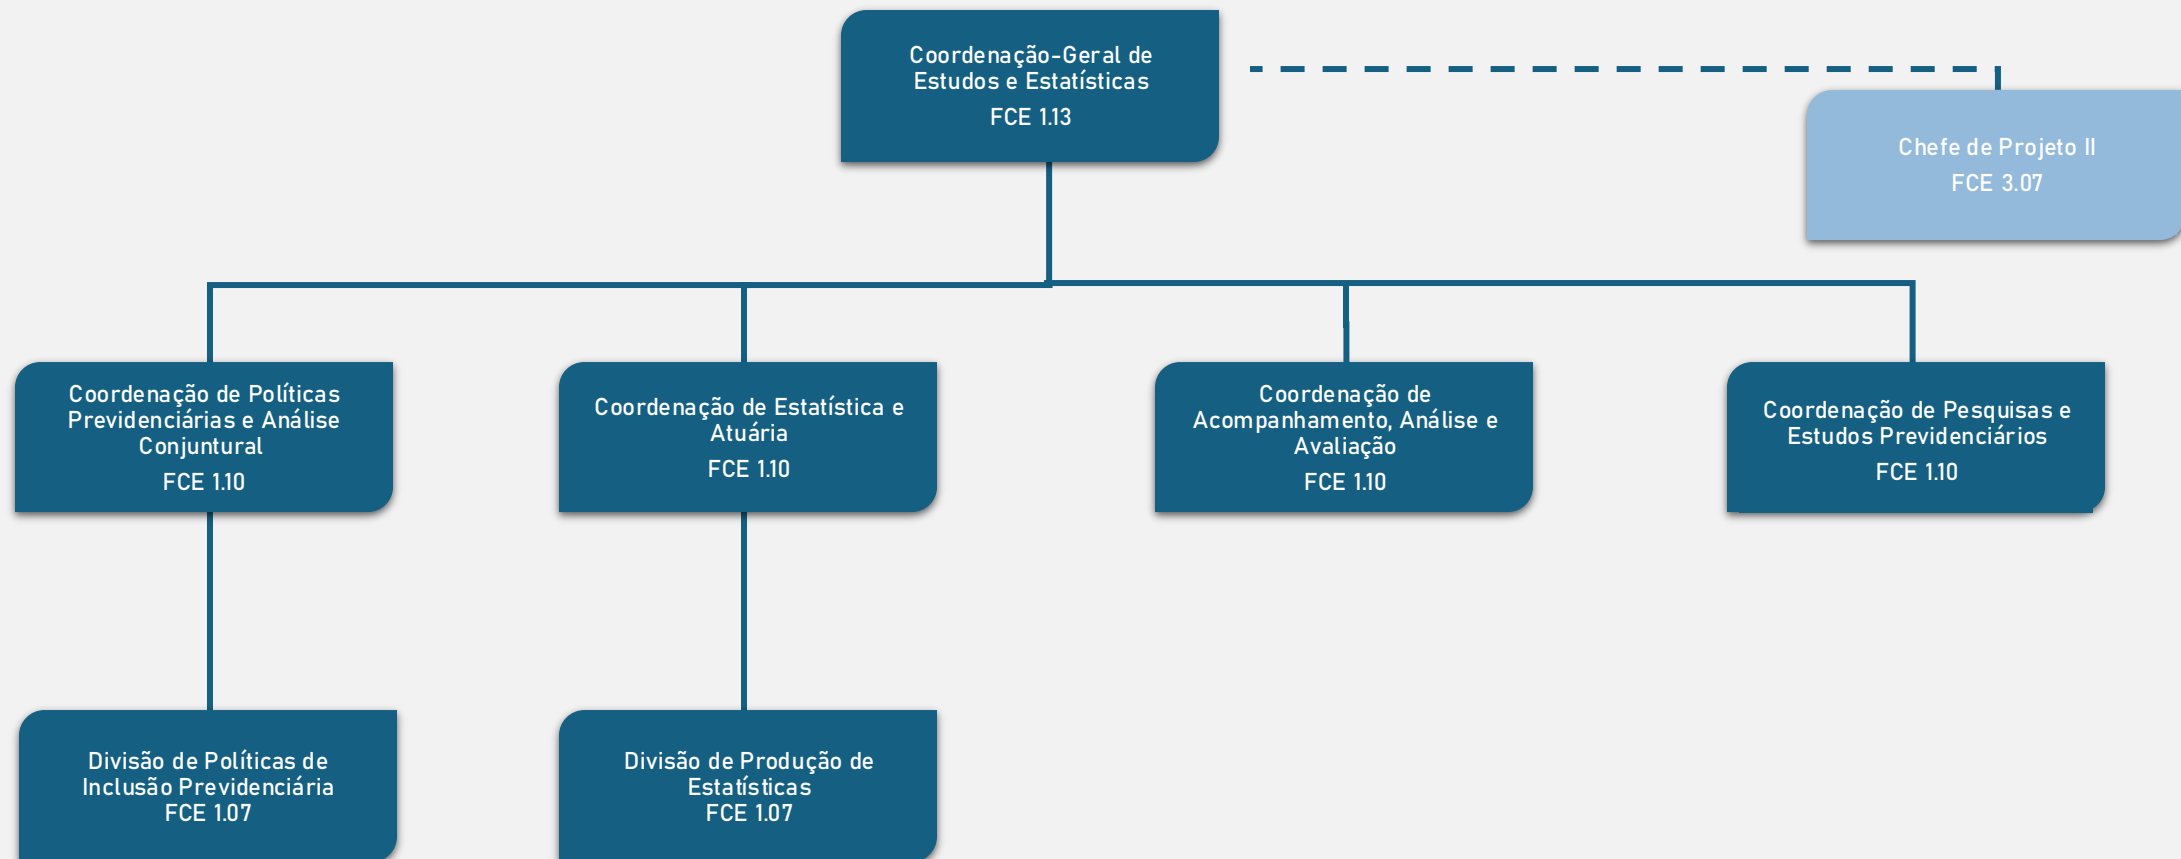 Coordenação-Geral de
Estudos e Estatísticas
FCE 1.13
Chefe de Projeto II
FCE 3.07
Coordenação de Políticas
Previdenciárias e Análise
Conjuntural
FCE 1.10
Coordenação de Estatística e
Atuária
FCE 1.10
Coordenação de
Acompanhamento, Análise e
Avaliação
FCE 1.10
Coordenação de Pesquisas e
Estudos Previdenciários
FCE 1.10
Divisão de Políticas de
Inclusão Previdenciária
FCE 1.07
Divisão de Produção de
Estatísticas
FCE 1.07